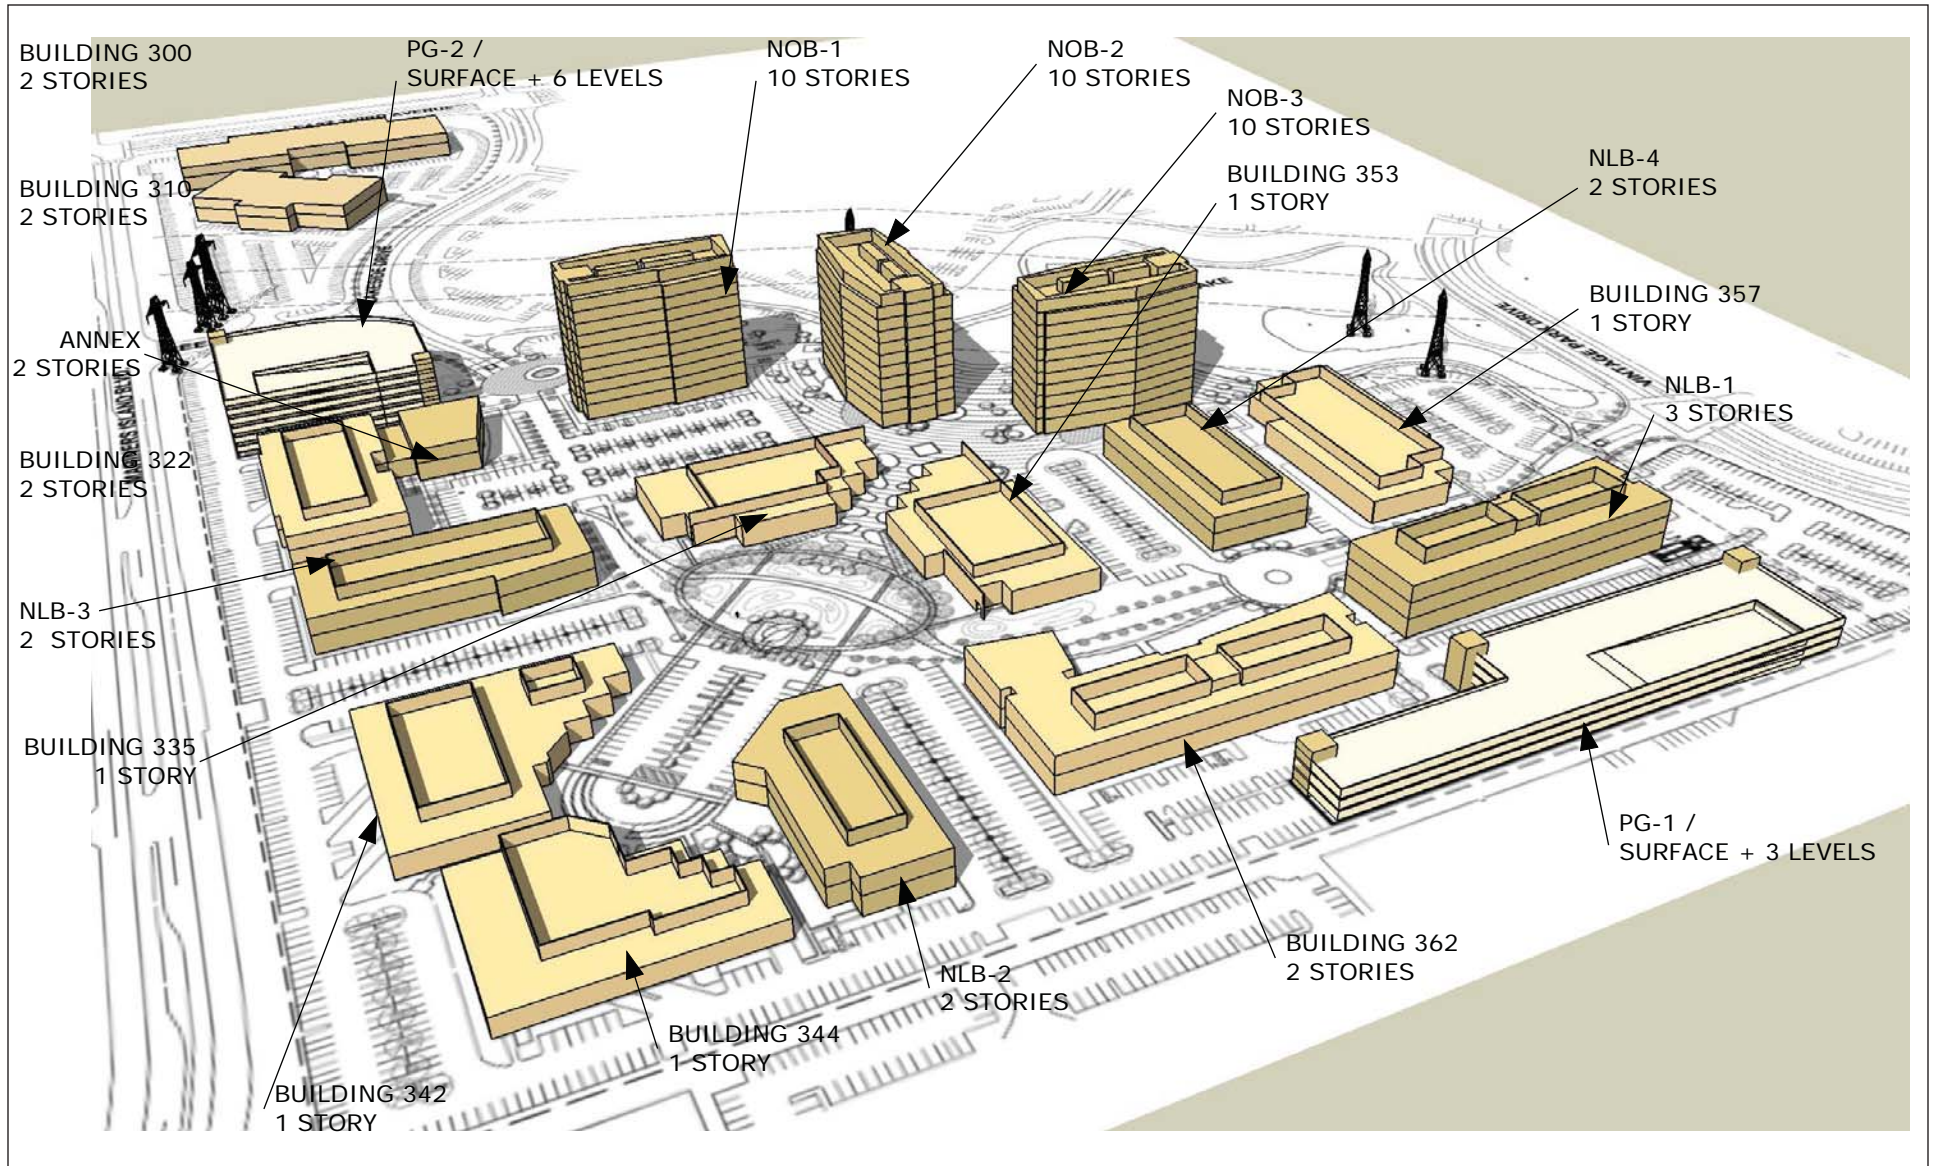 BUILDING 300
2 STORIES
PG-2 /
SURFACE + 6 LEVELS
NOB-1
10 STORIES
NOB-2
10 STORIES
NOB-3
10 STORIES
BUILDING 353
1 STORY
NLB-4
2 STORIES
BUILDING 310
2 STORIES
BUILDING 357
1 STORY
ANNEX
2 STORIES
VINTAGE PARK DRIVE
NLB-1
3 STORIES
BUILDING 322
2 STORIES
NLB-3
2 STORIES
BUILDING 335
1 STORY
PG-1 /
SURFACE + 3 LEVELS
BUILDING 362
2 STORIES
NLB-2
2 STORIES
BUILDING 344
1 STORY
BUILDING 342
1 STORY